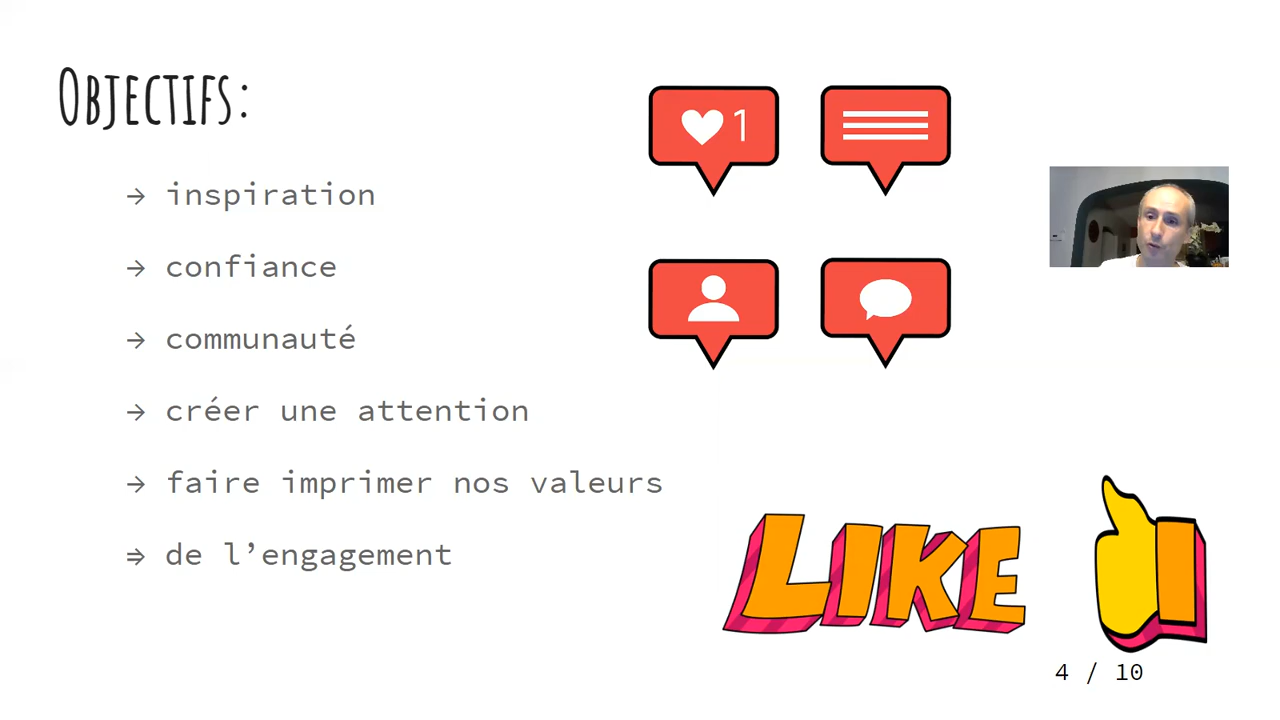 Objectifs:
→ inspiration
→ confiance
→ communauté
→ créer une attention
→ faire imprimer nos valeurs
⇒ de l’engagement
1
LIKE
4 / 10